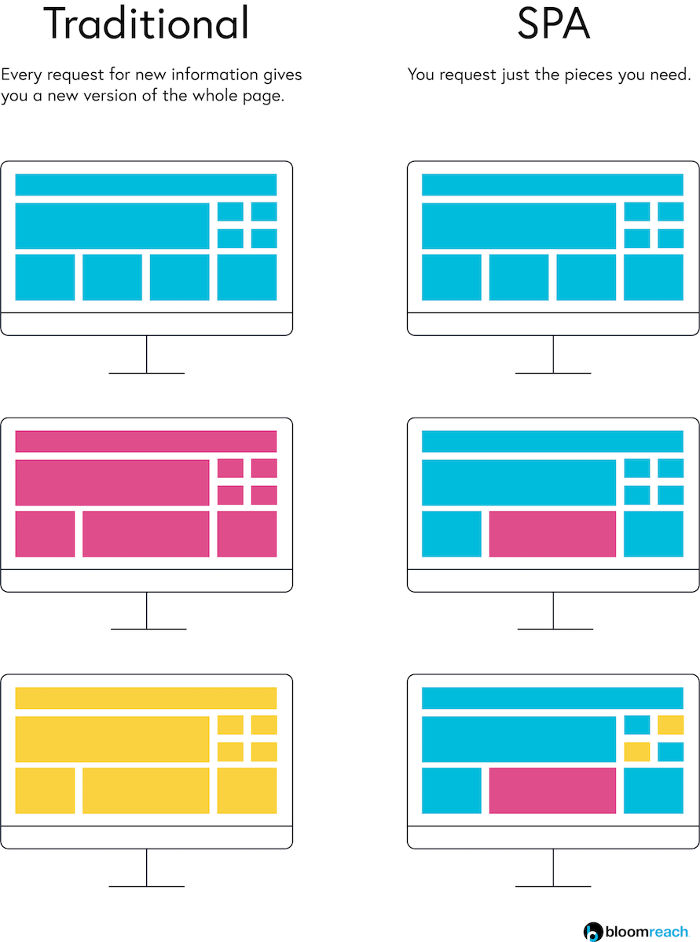 Traditional
SPA
Every request for new information gives
you a new version of the whole page.
You request just the pieces you need.
bloomreach